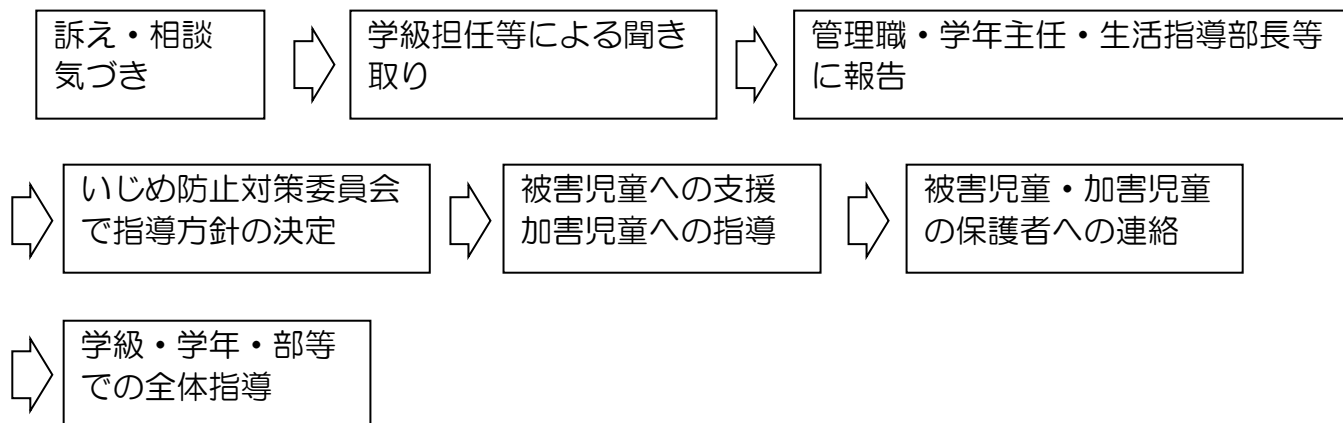 訴え・相談
気づき
学級担任等による聞き
取り
管理職・学年主任・生活指導部長等
に報告
いじめ防止対策委員会
で指導方針の決定
被害児童への支援
加害児童への指導
被害児童・加害児童
の保護者への連絡
学級・学年・部等
での全体指導